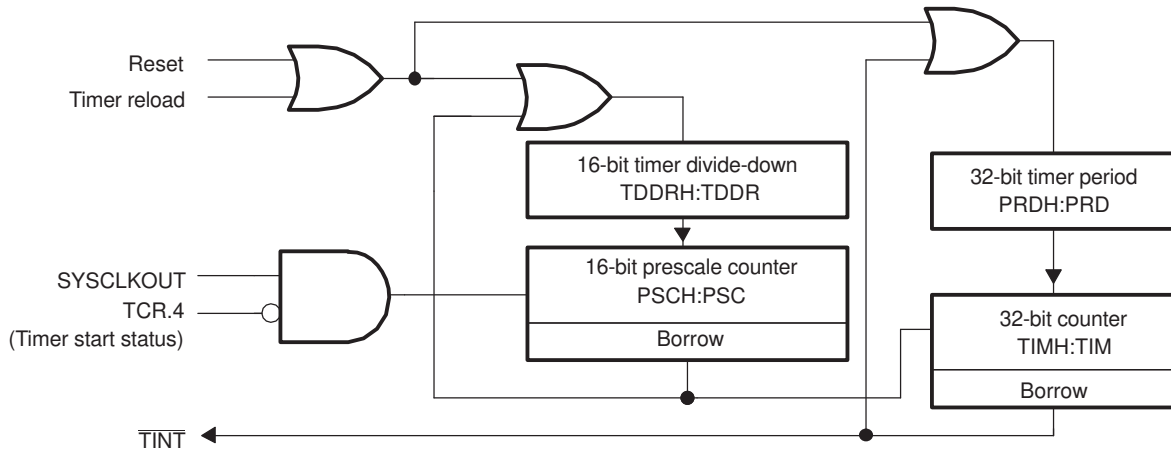 Reset
Timer reload
16-bit timer divide-down
TDDRH:TDDR
32-bit timer period
PRDH:PRD
SYSCLKOUT
TCR.4
(Timer start status)
16-bit prescale counter
PSCH:PSC
Borrow
32-bit counter
TIMH:TIM
Borrow
TINT